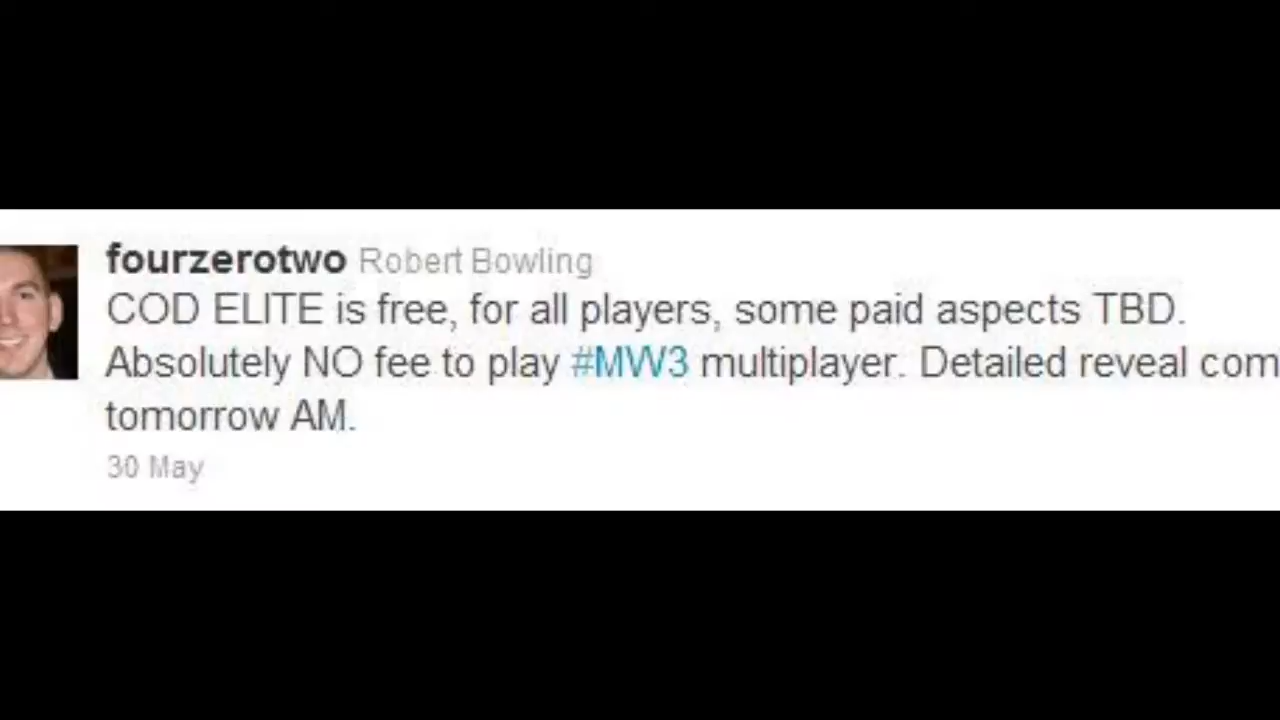 fourzerotwo Robert Bowling
COD ELITE is free, for all players, some paid aspects TBD.
Absolutely NO fee to play #MW3 multiplayer. Detailed reveal com
tomorrow AM.
30 May